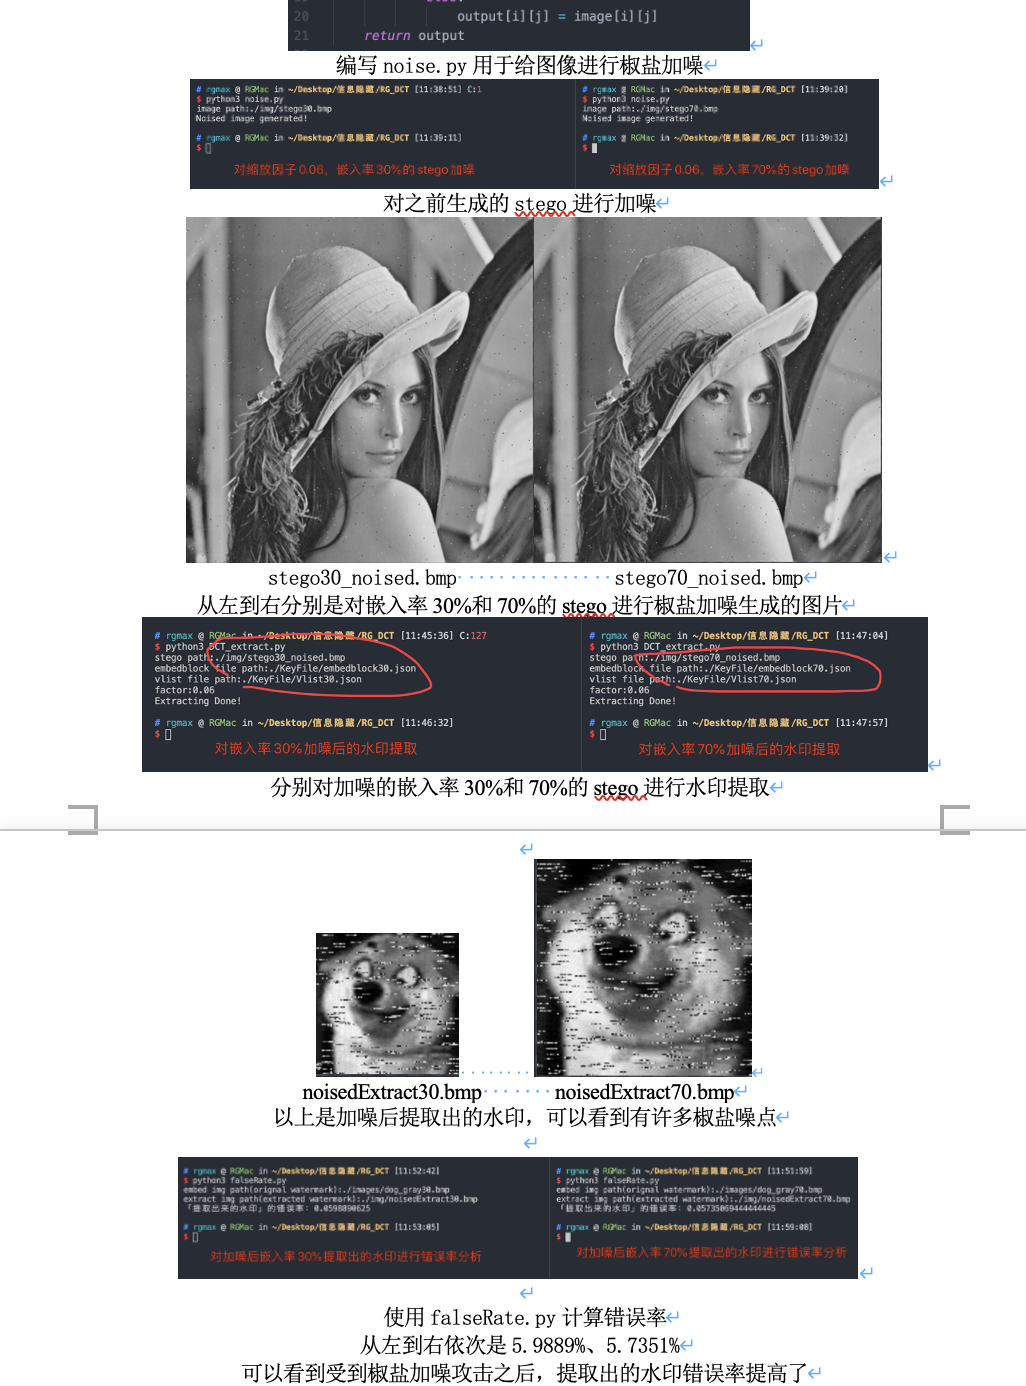 20 output[i][j] = image[i][j]
21 return output
编写 noise.py 用于给图像进行椒盐加噪
# rgmax @ RGMac in ~/Desktop/信息隐藏/RG_DCT [11:38:51] C:1
$ python3 noise.py
image path:./img/stego30.bmp
Noised image generated!
# rgmax @ RGMac in ~/Desktop/信息隐藏/RG_DCT [11:39:11]
$
对缩放因子0.06，嵌入率30%的stego加噪
# rgmax @ RGMac in ~/Desktop/信息隐藏/RG_DCT [11:39:20]
$ python3 noise.py
image path:./img/stego70.bmp
Noised image generated!
# rgmax @ RGMac in ~/Desktop/信息隐藏/RG_DCT [11:39:32]
$
对缩放因子0.06，嵌入率70%的stego加噪
对之前生成的 stego 进行加噪
stego30_noised.bmp stego70_noised.bmp
从左到右分别是对嵌入率 30%和 70%的 stego 进行椒盐加噪生成的图片
# rgmax @ RGMac in ~/Desktop/信息隐藏/RG_DCT [11:45:36] C:127
$ python3 DCT_extract.py
stego path:./img/stego30_noised.bmp
embedblock file path:./KeyFile/embedblock30.json
vlist file path:./KeyFile/Vlist30.json
factor:0.06
Extracting Done!
# rgmax @ RGMac in ~/Desktop/信息隐藏/RG_DCT [11:46:32]
$
对嵌入率30%加噪后的水印提取
# rgmax @ RGMac in ~/Desktop/信息隐藏/RG_DCT [11:47:04]
$ python3 DCT_extract.py
stego path:./img/stego70_noised.bmp
embedblock file path:./KeyFile/embedblock70.json
vlist file path:./KeyFile/Vlist70.json
factor:0.06
Extracting Done!
# rgmax @ RGMac in ~/Desktop/信息隐藏/RG_DCT [11:47:57]
$
对嵌入率70%加噪后的水印提取
分别对加噪的嵌入率 30%和 70%的 stego 进行水印提取
noisedExtract30.bmp noisedExtract70.bmp
以上是加噪后提取出的水印，可以看到有许多椒盐噪点
# rgmax @ RGMac in ~/Desktop/信息隐藏/RG_DCT [11:52:42]
$ python3 falseRate.py
embed img path(orignal watermark):./images/dog_gray30.bmp
extract img path(extracted watermark):./img/noisedExtract30.bmp
「提取出来的水印」的错误率：0.0598890625
# rgmax @ RGMac in ~/Desktop/信息隐藏/RG_DCT [11:53:05]
$
对加噪后嵌入率30%提取出的水印进行错误率分析
# rgmax @ RGMac in ~/Desktop/信息隐藏/RG_DCT [11:51:59]
$ python3 falseRate.py
embed img path(orignal watermark):./images/dog_gray70.bmp
extract img path(extracted watermark):./img/noisedExtract70.bmp
「提取出来的水印」的错误率：0.05735069444444445
# rgmax @ RGMac in ~/Desktop/信息隐藏/RG_DCT [11:59:08]
$
对加噪后嵌入率70%提取出的水印进行错误率分析
使用 falseRate.py 计算错误率
从左到右依次是 5.9889%、5.7351%
可以看到受到椒盐加噪攻击之后，提取出的水印错误率提高了